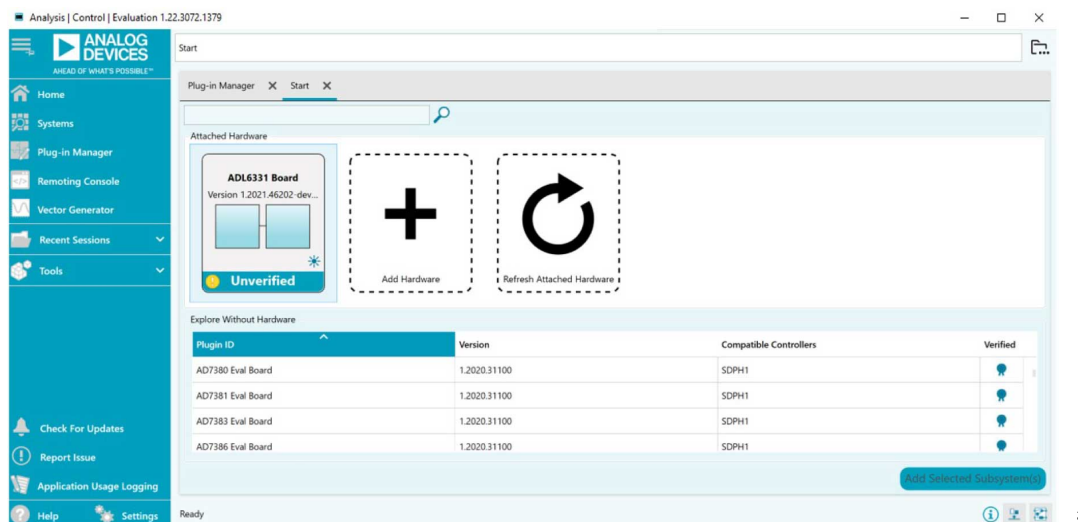 Analysis | Control | Evaluation 1.22.3072.1379
ANALOG
DEVICES
AHEAD OF WHAT'S POSSIBLE™
Start
Home
Systems
Plug-in Manager
Remoting Console
Vector Generator
Recent Sessions
Tools
Check For Updates
Report Issue
Application Usage Logging
Help Settings
Plug-in Manager Start
Attached Hardware
ADL6331 Board
Version 1.2021.46202-dev...
Unverified
Add Hardware
Refresh Attached Hardware
Explore Without Hardware
Plugin ID Version Compatible Controllers Verified
AD7380 Eval Board 1.2020.31100 SDPH1
AD7381 Eval Board 1.2020.31100 SDPH1
AD7383 Eval Board 1.2020.31100 SDPH1
AD7386 Eval Board 1.2020.31100 SDPH1
Add Selected Subsystem(s)
Ready